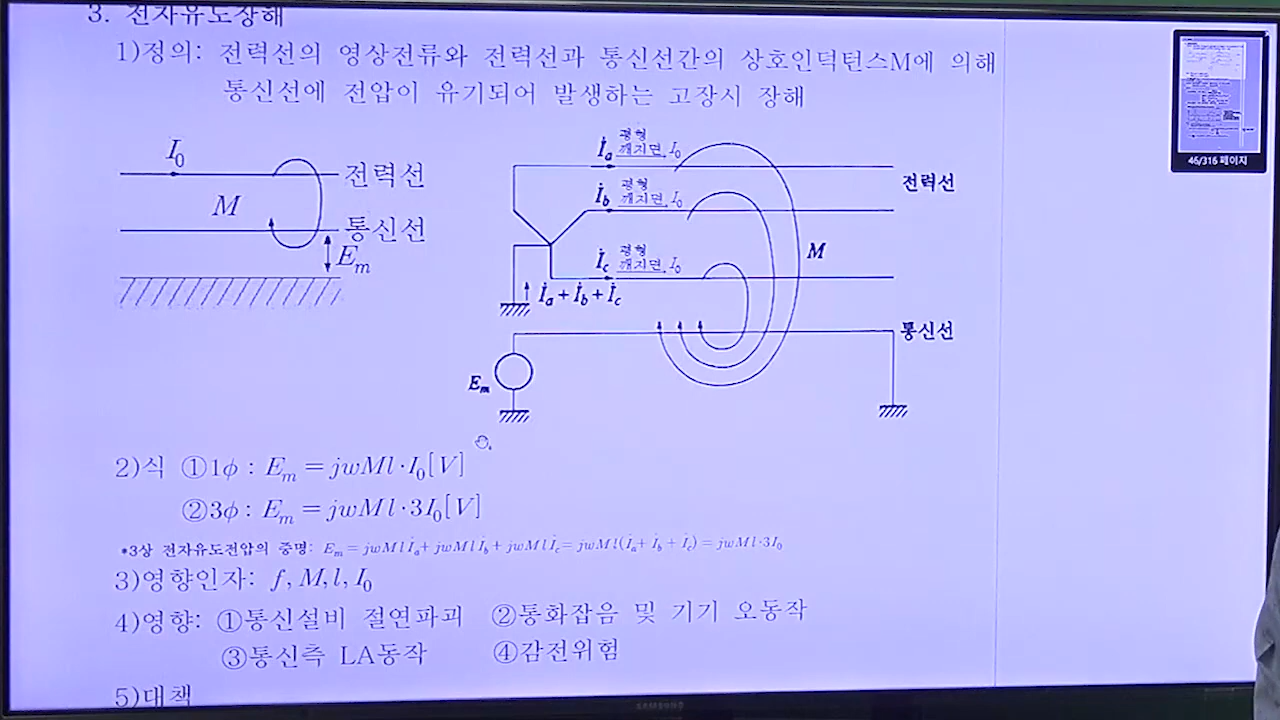 3. 전자유도장해
1)정의: 전력선의 영상전류와 전력선과 통신선간의 상호인덕턴스M에 의해
통신선에 전압이 유기되어 발생하는 고장시 장해
I₀
전력선
M
통신선
Eₘ
İₐ 평형 깨지면 I₀
전력선
İ_b 평형 깨지면 I₀
M
İ_c 평형 깨지면 I₀
İₐ + İ_b + İ_c
통신선
Eₘ
2)식 ①1ϕ : Eₘ = jwMl·I₀[V]
②3ϕ : Eₘ = jwMl·3I₀[V]
*3상 전자유도전압의 증명: Eₘ = jwMlİₐ + jwMlİ_b + jwMlİ_c = jwMl(İₐ + İ_b + İ_c) = jwMl·3I₀
3)영향인자: f, M, l, I₀
4)영향: ①통신설비 절연파괴 ②통화잡음 및 기기 오동작
③통신측 LA동작 ④감전위험
5)대책
46/316 페이지
SAMSUNG